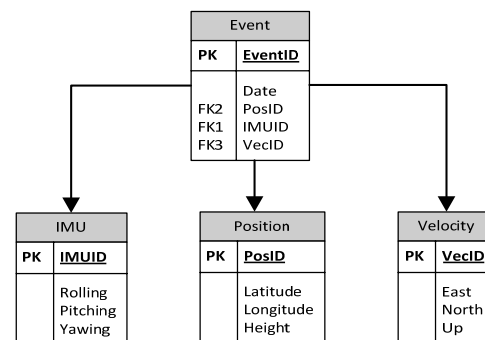 Event
PK EventID
Date
FK2 PosID
FK1 IMUID
FK3 VecID
IMU
PK IMUID
Rolling
Pitching
Yawing
Position
PK PosID
Latitude
Longitude
Height
Velocity
PK VecID
East
North
Up